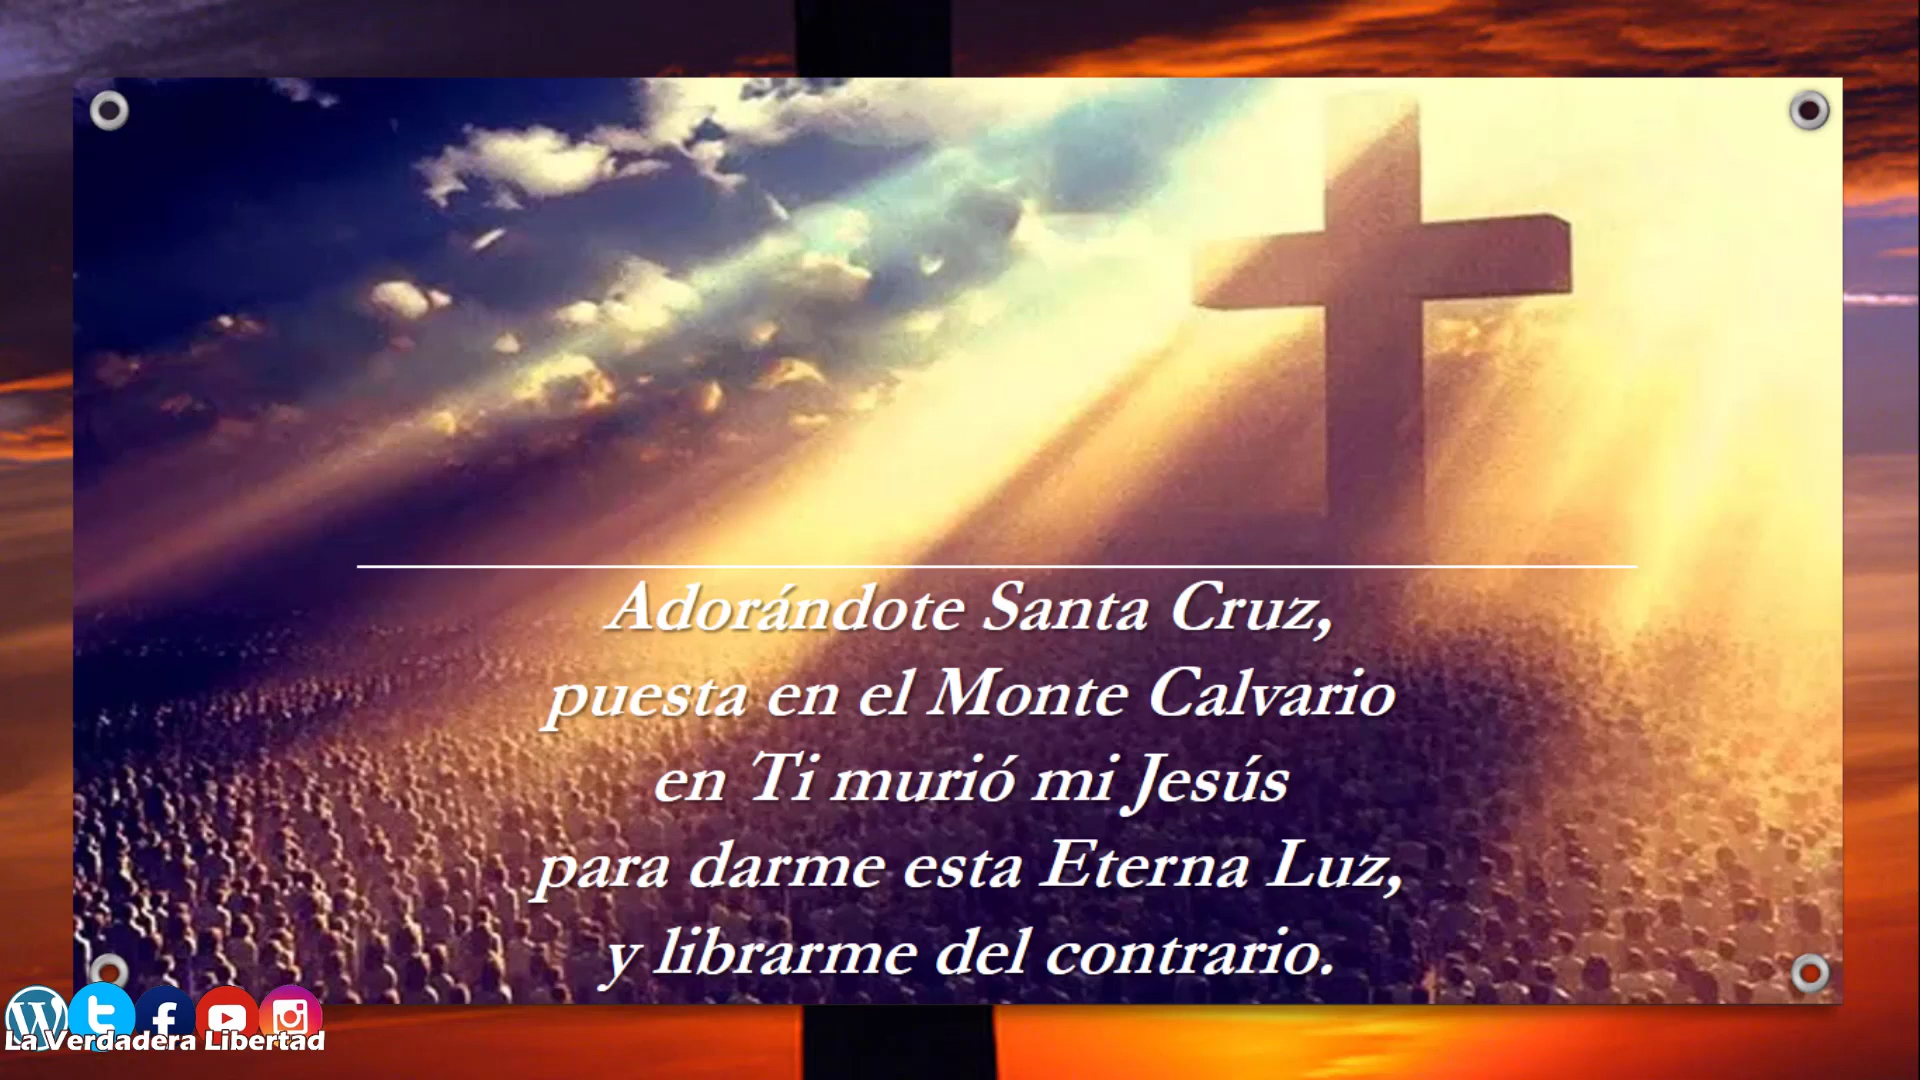 Adorándote Santa Cruz,
puesta en el Monte Calvario
en Ti murió mi Jesús
para darme esta Eterna Luz,
y librarme del contrario.
La Verdadera Libertad